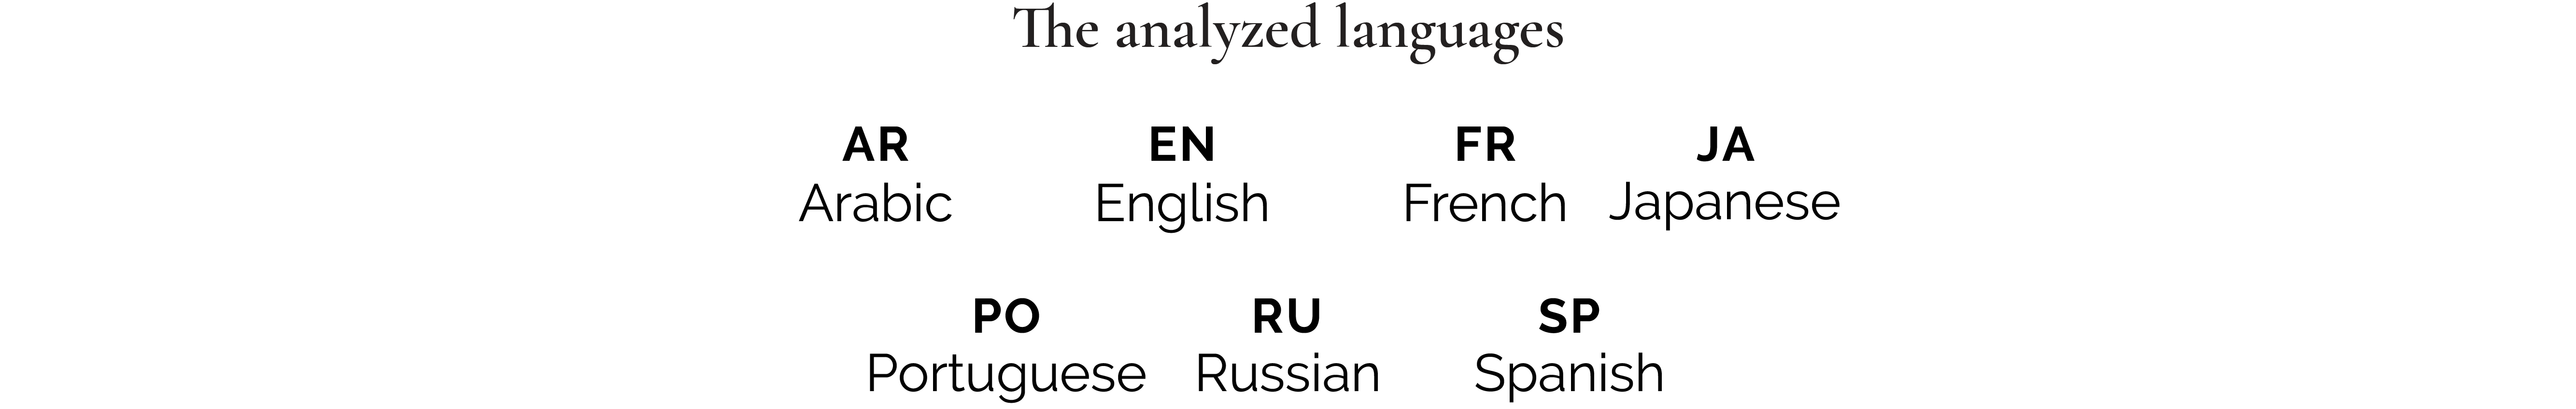 The analyzed languages
AR EN FR JA
Arabic English French Japanese
PO RU SP
Portuguese Russian Spanish